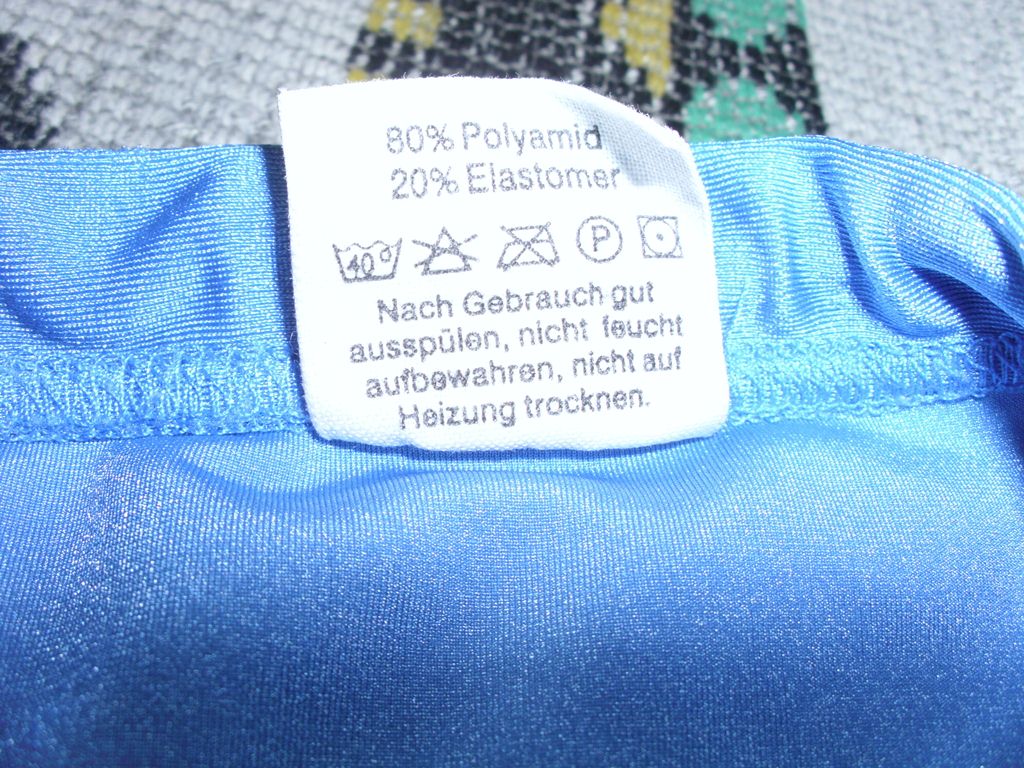 80% Polyamid
20% Elastomer
40° P
Nach Gebrauch gut
ausspülen, nicht feucht
aufbewahren, nicht auf
Heizung trocknen.